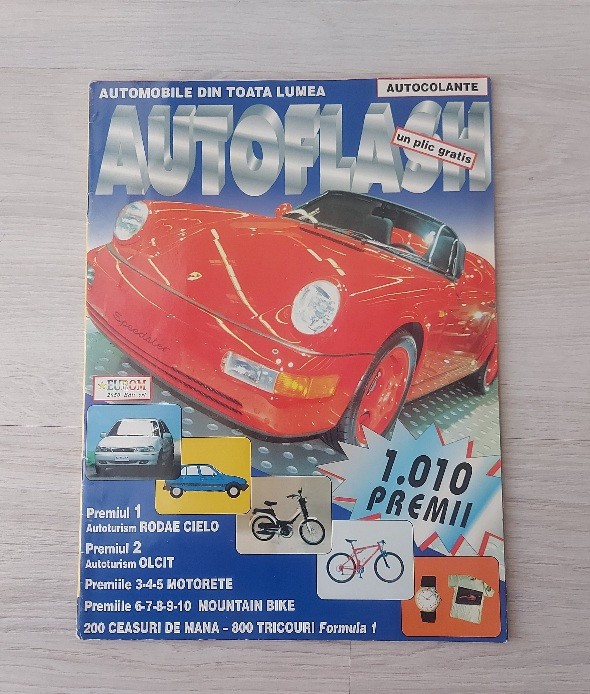 AUTOMOBILE DIN TOATA LUMEA
AUTOCOLANTE
AUTOFLASH
un plic gratis
Speedster
EUROM
1.010
PREMII
Premiul 1
Autoturism RODAE CIELO
Premiul 2
Autoturism OLCIT
Premiile 3-4-5 MOTORETE
Premiile 6-7-8-9-10 MOUNTAIN BIKE
200 CEASURI DE MANA - 800 TRICOURI Formula 1